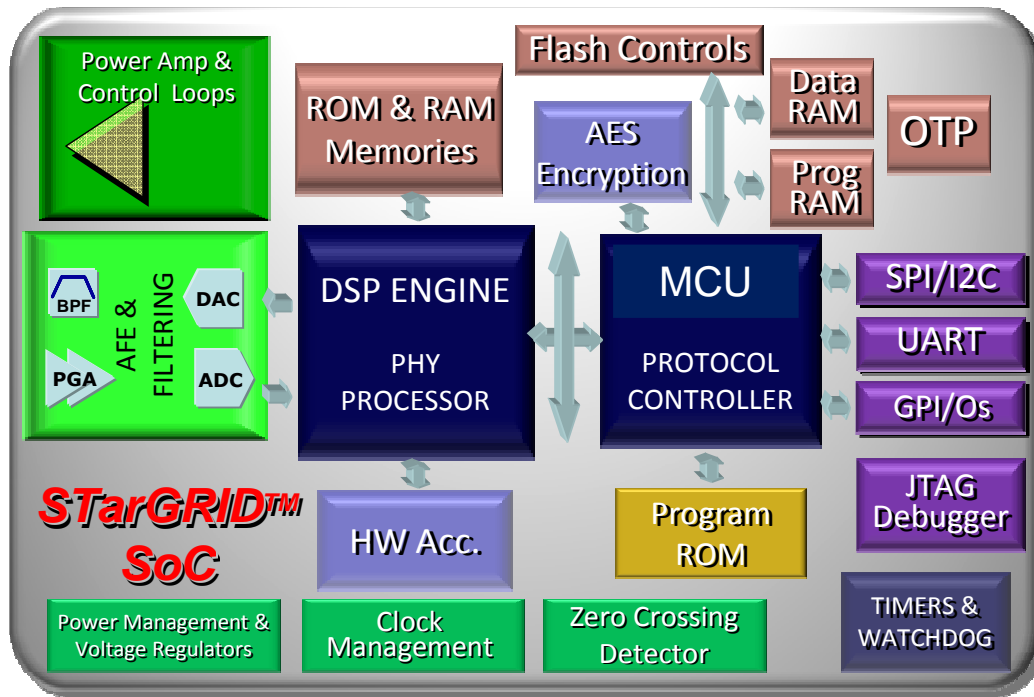 Power Amp &
Control Loops
ROM & RAM
Memories
Flash Controls
AES
Encryption
Data
RAM
Prog
RAM
OTP
BPF
PGA
AFE &
FILTERING
DAC
ADC
DSP ENGINE
PHY
PROCESSOR
MCU
PROTOCOL
CONTROLLER
SPI/I2C
UART
GPI/Os
JTAG
Debugger
STarGRID™
SoC
HW Acc.
Program
ROM
Power Management &
Voltage Regulators
Clock
Management
Zero Crossing
Detector
TIMERS &
WATCHDOG